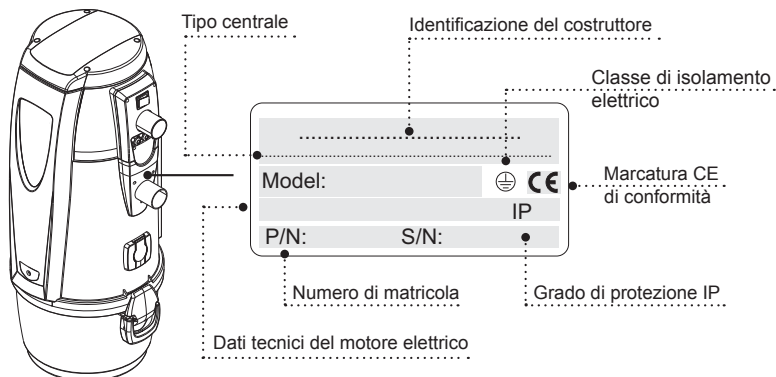 Tipo centrale
Identificazione del costruttore
Classe di isolamento
elettrico
Model:
CE
Marcatura CE
di conformità
IP
P/N: S/N:
Numero di matricola
Grado di protezione IP
Dati tecnici del motore elettrico